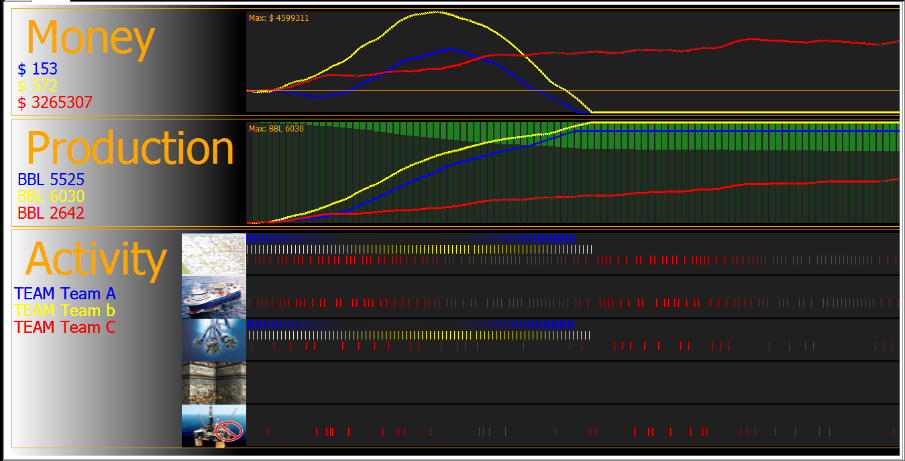 Money
$ 153
$ 372
$ 3265307
Max: $ 4599311
Production
BBL 5525
BBL 6030
BBL 2642
Max: BBL 6030
Activity
TEAM Team A
TEAM Team b
TEAM Team C